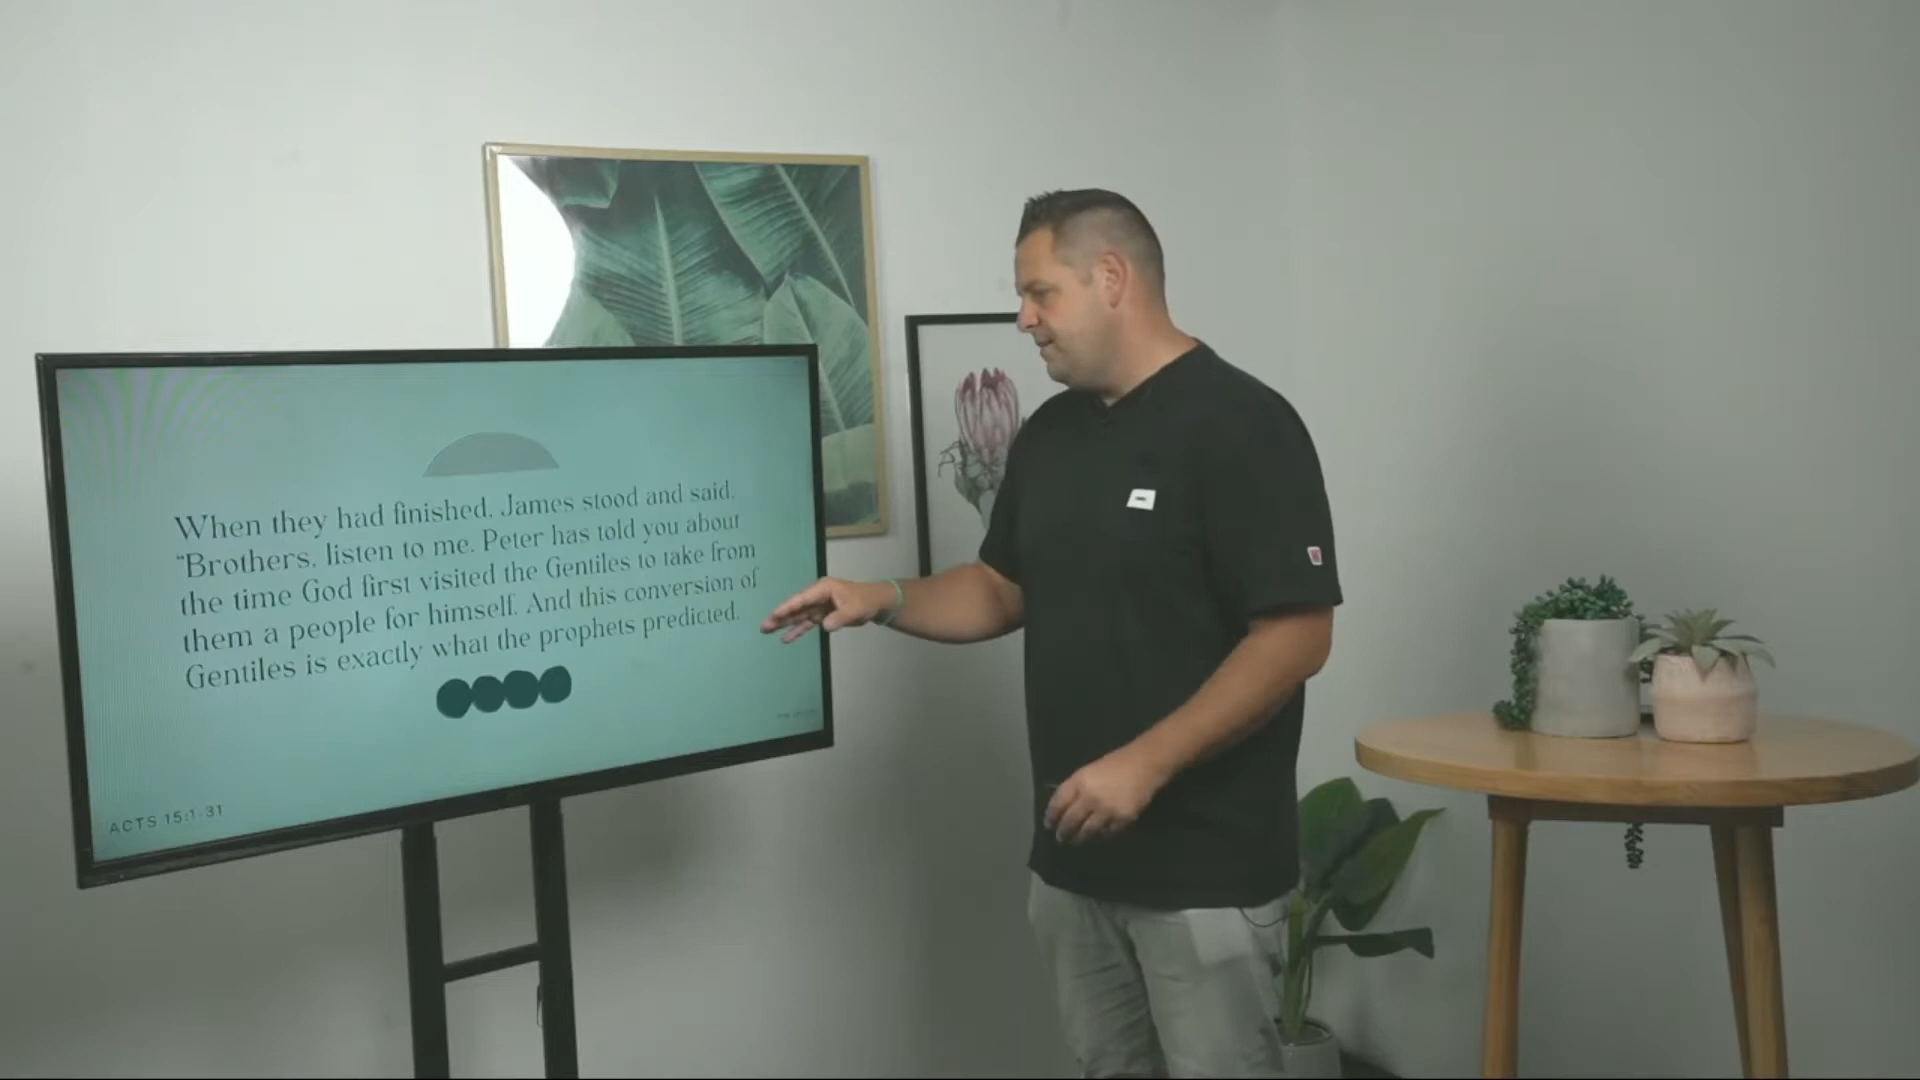 When they had finished, James stood and said,
"Brothers, listen to me. Peter has told you about
the time God first visited the Gentiles to take from
them a people for himself. And this conversion of
Gentiles is exactly what the prophets predicted.
ACTS 15:1-31